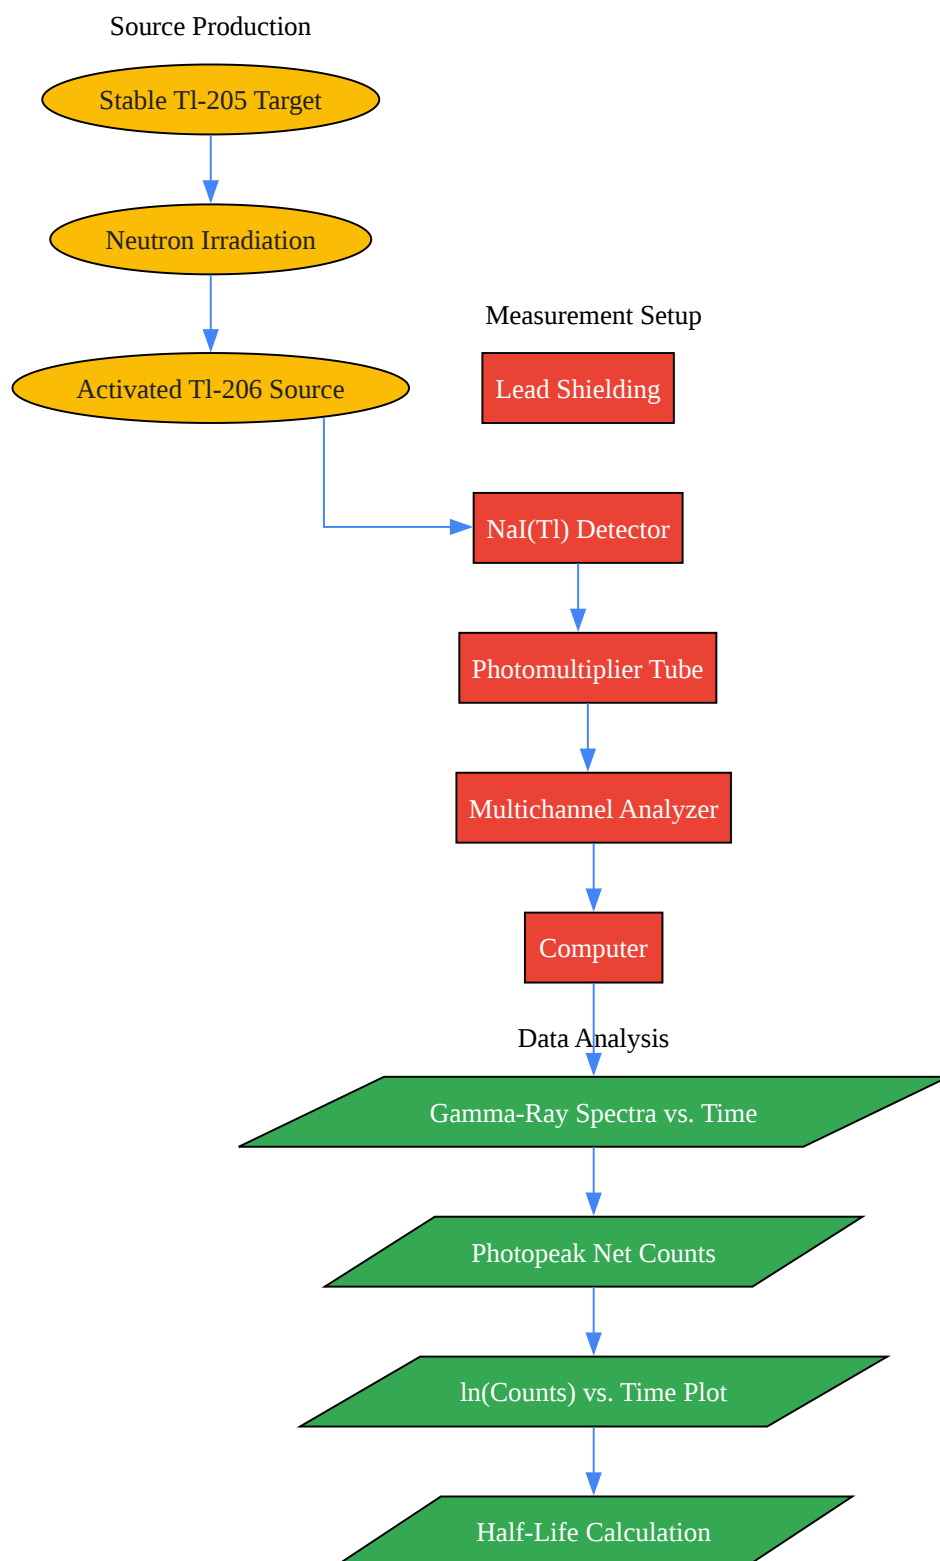 Source Production
Stable Tl-205 Target
Neutron Irradiation
Measurement Setup
Activated Tl-206 Source
Lead Shielding
NaI(Tl) Detector
Photomultiplier Tube
Multichannel Analyzer
Computer
Data Analysis
Gamma-Ray Spectra vs. Time
Photopeak Net Counts
ln(Counts) vs. Time Plot
Half-Life Calculation